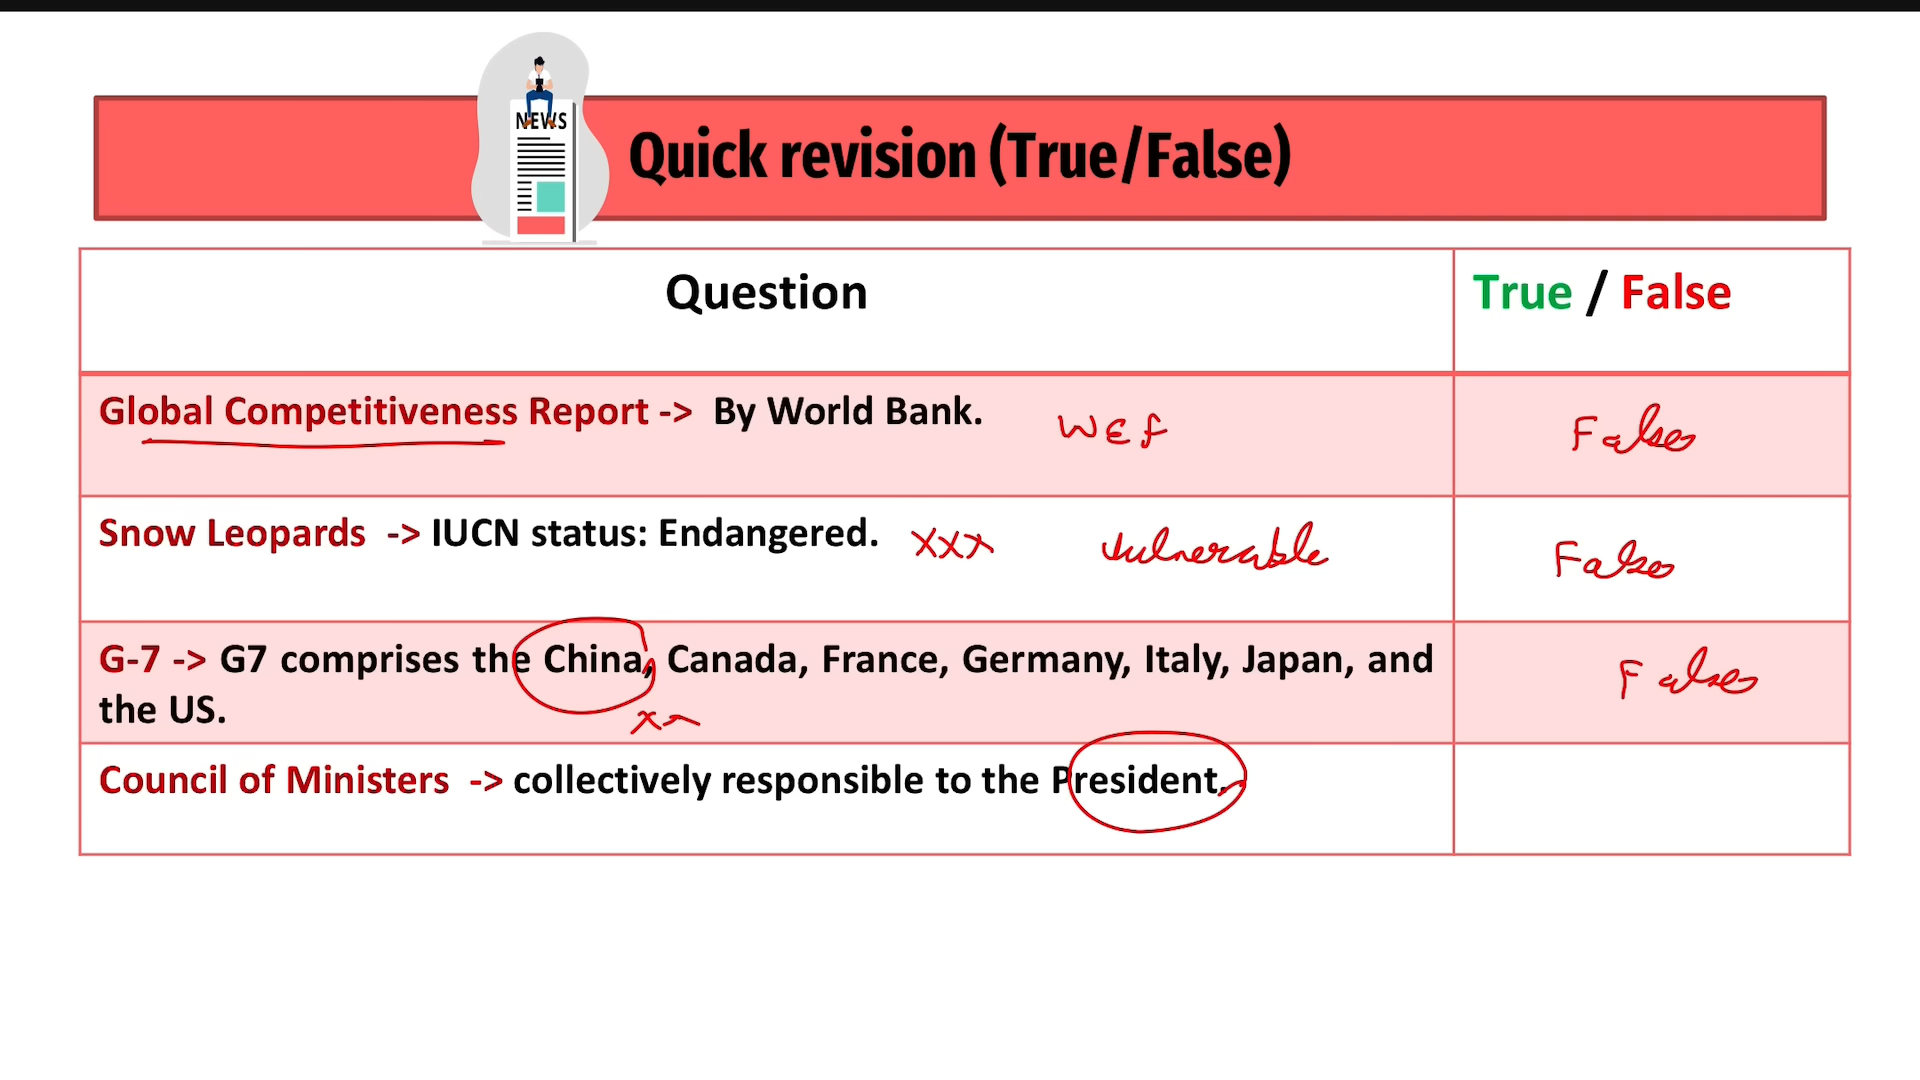 NEWS
Quick revision (True/False)
Question
True / False
Global Competitiveness Report -> By World Bank.
WEF
False
Snow Leopards -> IUCN status: Endangered.
xxx
Vulnerable
False
G-7 -> G7 comprises the China, Canada, France, Germany, Italy, Japan, and
the US.
False
Council of Ministers -> collectively responsible to the President.